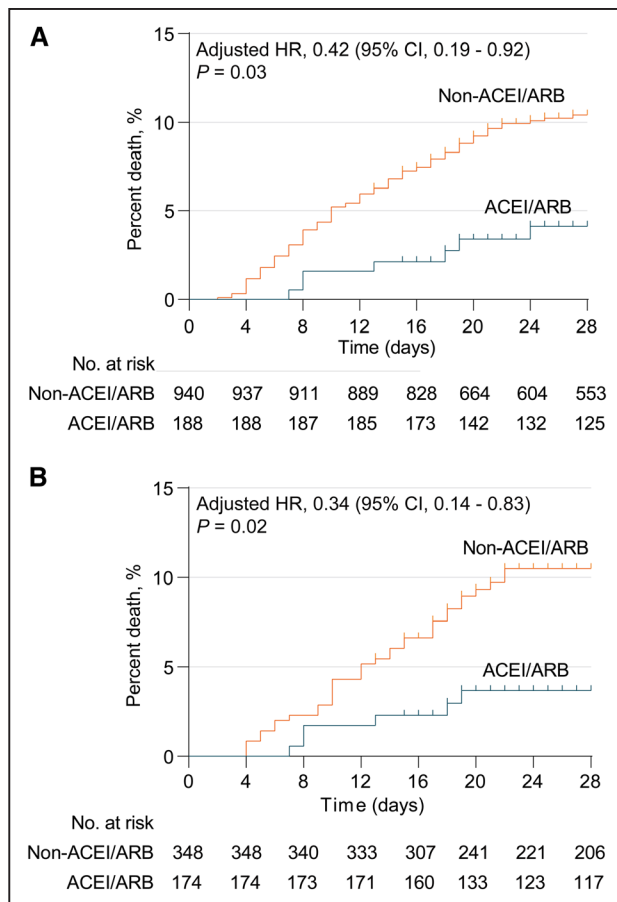 A
15
Adjusted HR, 0.42 (95% CI, 0.19 - 0.92)
P = 0.03
Non-ACEI/ARB
10
Percent death, %
ACEI/ARB
5
0
0 4 8 12 16 20 24 28
Time (days)
No. at risk
Non-ACEI/ARB 940 937 911 889 828 664 604 553
ACEI/ARB 188 188 187 185 173 142 132 125
B
15
Adjusted HR, 0.34 (95% CI, 0.14 - 0.83)
P = 0.02
Non-ACEI/ARB
10
Percent death, %
ACEI/ARB
5
0
0 4 8 12 16 20 24 28
Time (days)
No. at risk
Non-ACEI/ARB 348 348 340 333 307 241 221 206
ACEI/ARB 174 174 173 171 160 133 123 117